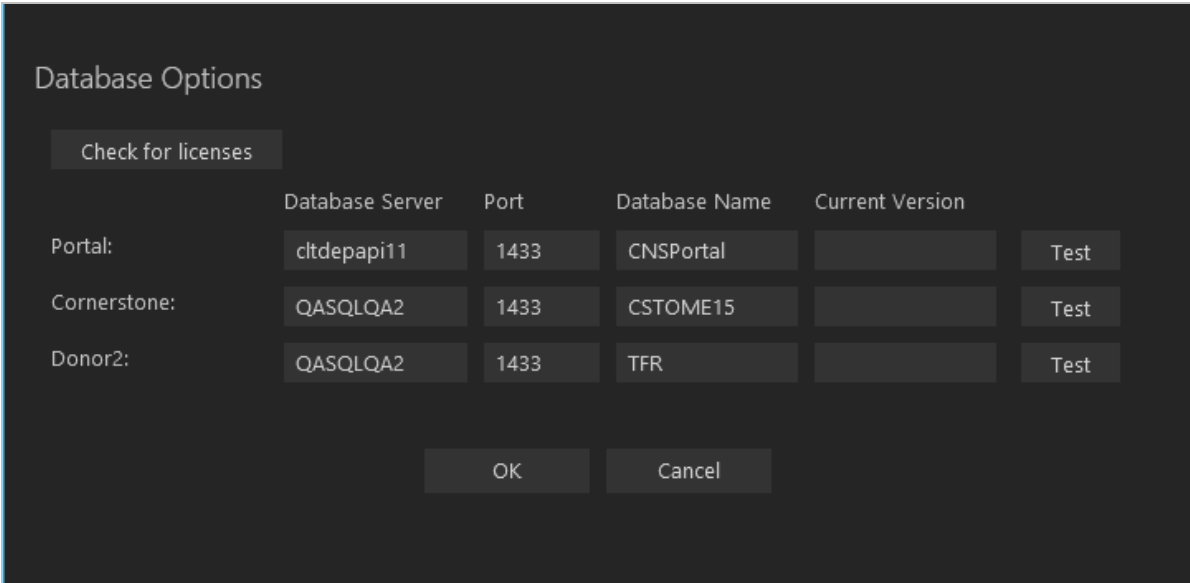 Database Options
Check for licenses
Database Server Port Database Name Current Version
Portal: cltdepapi11 1433 CNSPortal Test
Cornerstone: QASQLQA2 1433 CSTOME15 Test
Donor2: QASQLQA2 1433 TFR Test
OK Cancel